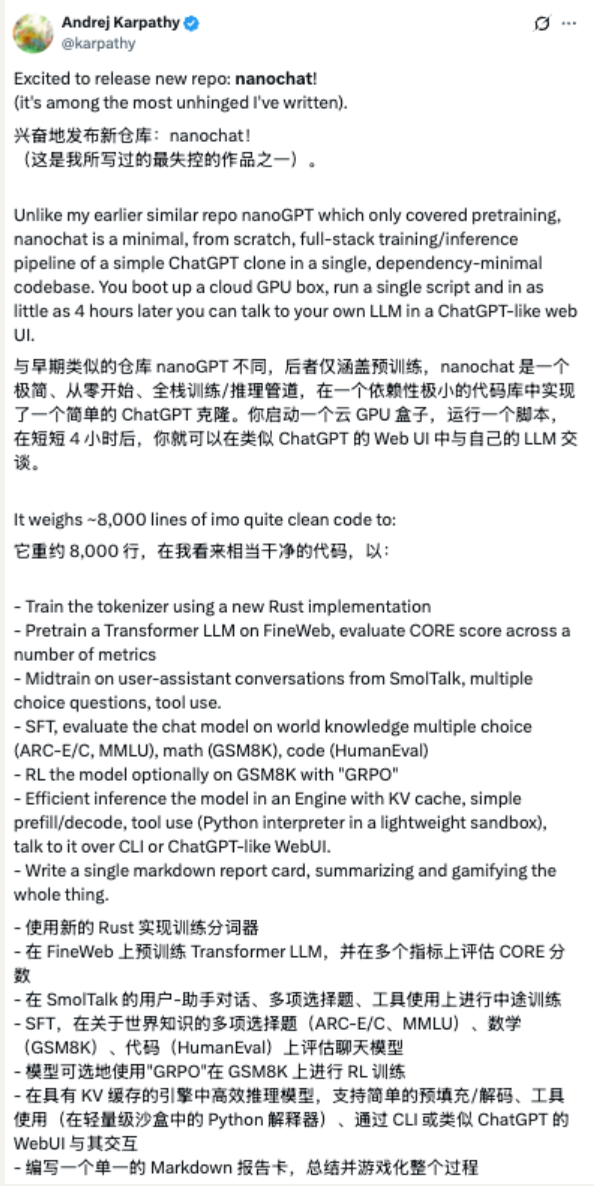 Andrej Karpathy
@karpathy
Excited to release new repo: nanochat!
(it's among the most unhinged I've written).
兴奋地发布新仓库：nanochat！
（这是我所写过的最失控的作品之一）。
Unlike my earlier similar repo nanoGPT which only covered pretraining,
nanochat is a minimal, from scratch, full-stack training/inference
pipeline of a simple ChatGPT clone in a single, dependency-minimal
codebase. You boot up a cloud GPU box, run a single script and in as
little as 4 hours later you can talk to your own LLM in a ChatGPT-like web
UI.
与早期类似的仓库 nanoGPT 不同，后者仅涵盖预训练，nanochat 是一个
极简、从零开始、全栈训练/推理管道，在一个依赖性极小的代码库中实现
了一个简单的 ChatGPT 克隆。你启动一个云 GPU 盒子，运行一个脚本，
在短短 4 小时后，你就可以在类似 ChatGPT 的 Web UI 中与自己的 LLM 交
谈。
It weighs ~8,000 lines of imo quite clean code to:
它重约 8,000 行，在我看来相当干净的代码，以：
- Train the tokenizer using a new Rust implementation
- Pretrain a Transformer LLM on FineWeb, evaluate CORE score across a
number of metrics
- Midtrain on user-assistant conversations from SmolTalk, multiple
choice questions, tool use.
- SFT, evaluate the chat model on world knowledge multiple choice
(ARC-E/C, MMLU), math (GSM8K), code (HumanEval)
- RL the model optionally on GSM8K with "GRPO"
- Efficient inference the model in an Engine with KV cache, simple
prefill/decode, tool use (Python interpreter in a lightweight sandbox),
talk to it over CLI or ChatGPT-like WebUI.
- Write a single markdown report card, summarizing and gamifying the
whole thing.
- 使用新的 Rust 实现训练分词器
- 在 FineWeb 上预训练 Transformer LLM，并在多个指标上评估 CORE 分
数
- 在 SmolTalk 的用户-助手对话、多项选择题、工具使用上进行中途训练
- SFT，在关于世界知识的多项选择题（ARC-E/C、MMLU）、数学
（GSM8K）、代码（HumanEval）上评估聊天模型
- 模型可选地使用"GRPO"在 GSM8K 上进行 RL 训练
- 在具有 KV 缓存的引擎中高效推理模型，支持简单的预填充/解码、工具
使用（在轻量级沙盒中的 Python 解释器）、通过 CLI 或类似 ChatGPT 的
WebUI 与其交互
- 编写一个单一的 Markdown 报告卡，总结并游戏化整个过程